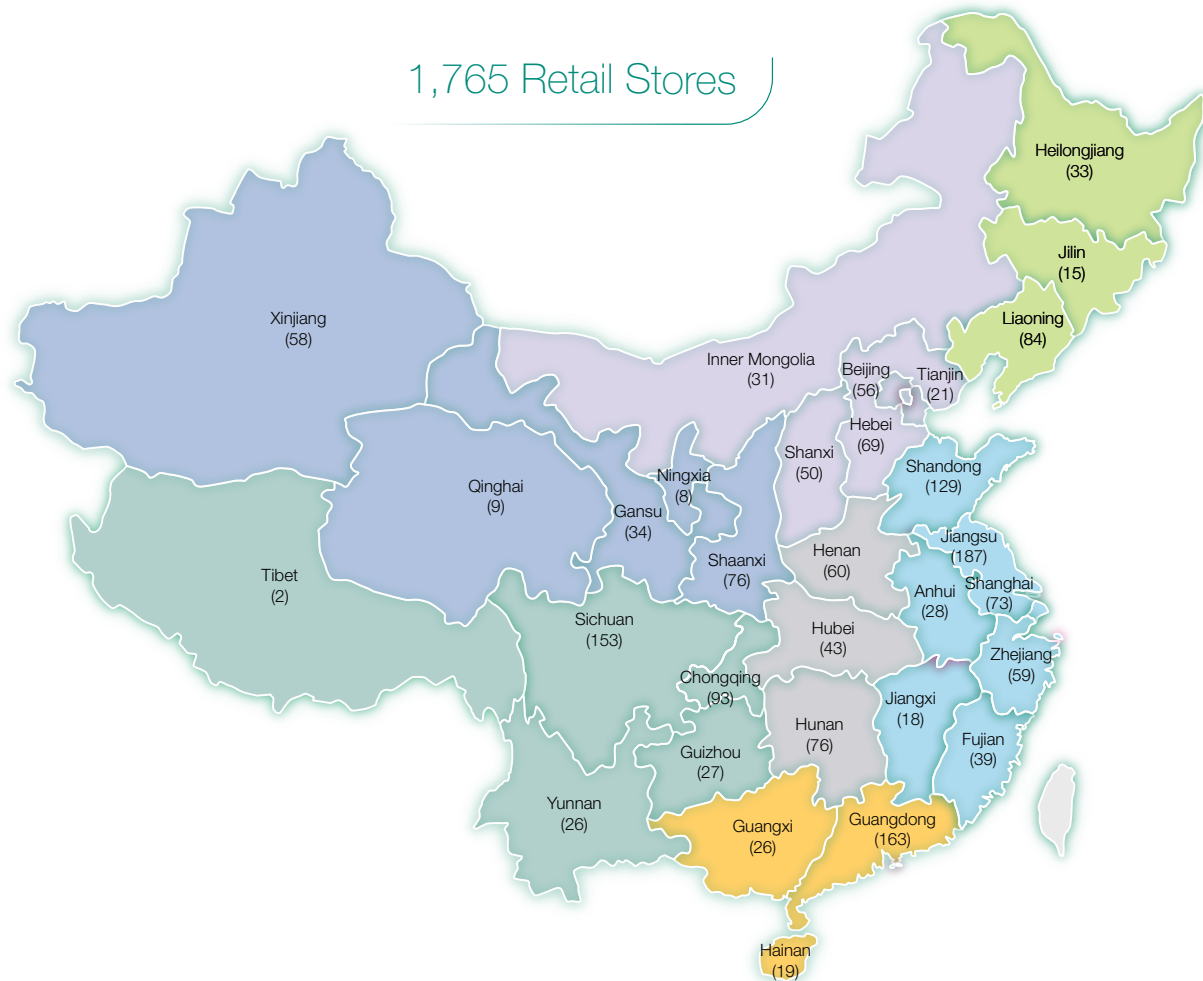 1,765 Retail Stores
Heilongjiang
(33)
Jilin
(15)
Liaoning
(84)
Xinjiang
(58)
Inner Mongolia
(31)
Beijing
(56)
Tianjin
(21)
Hebei
(69)
Shanxi
(50)
Shandong
(129)
Ningxia
(8)
Qinghai
(9)
Gansu
(34)
Shaanxi
(76)
Henan
(60)
Jiangsu
(187)
Anhui
(28)
Shanghai
(73)
Tibet
(2)
Sichuan
(153)
Hubei
(43)
Zhejiang
(59)
Chongqing
(93)
Jiangxi
(18)
Hunan
(76)
Fujian
(39)
Guizhou
(27)
Yunnan
(26)
Guangxi
(26)
Guangdong
(163)
Hainan
(19)